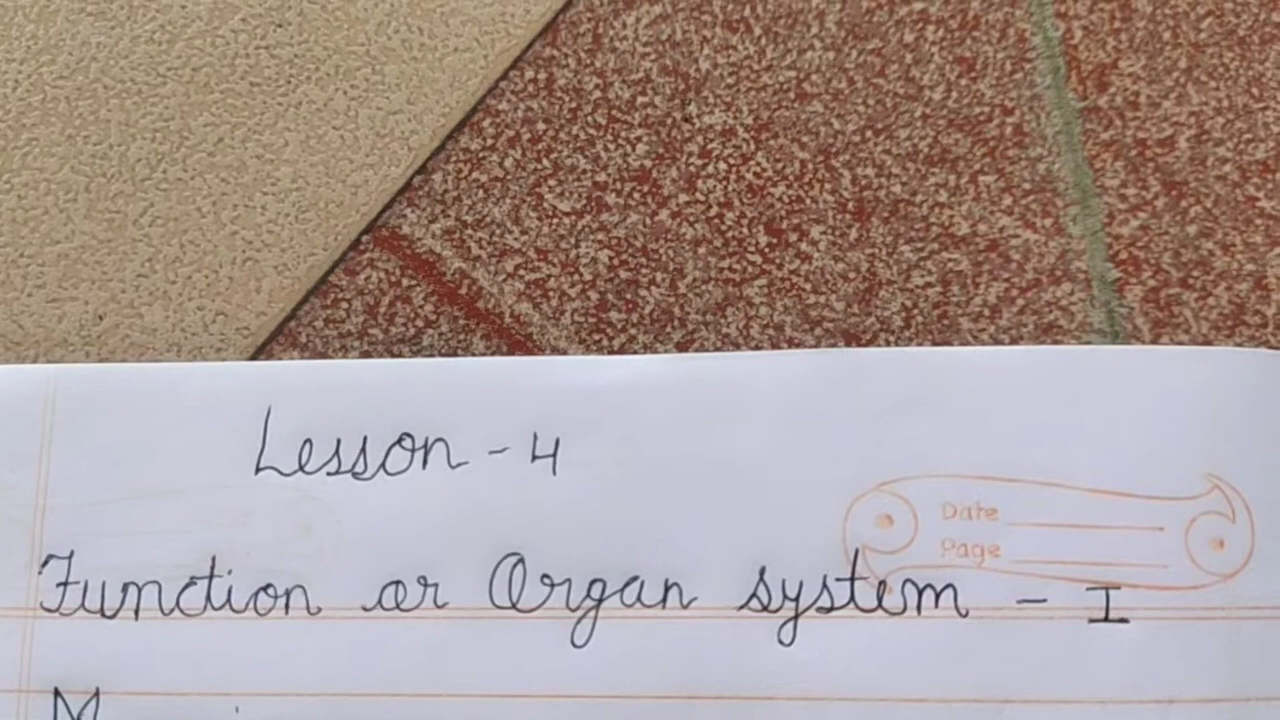 Lesson - 4
Date
Page
Function or Organ system - I